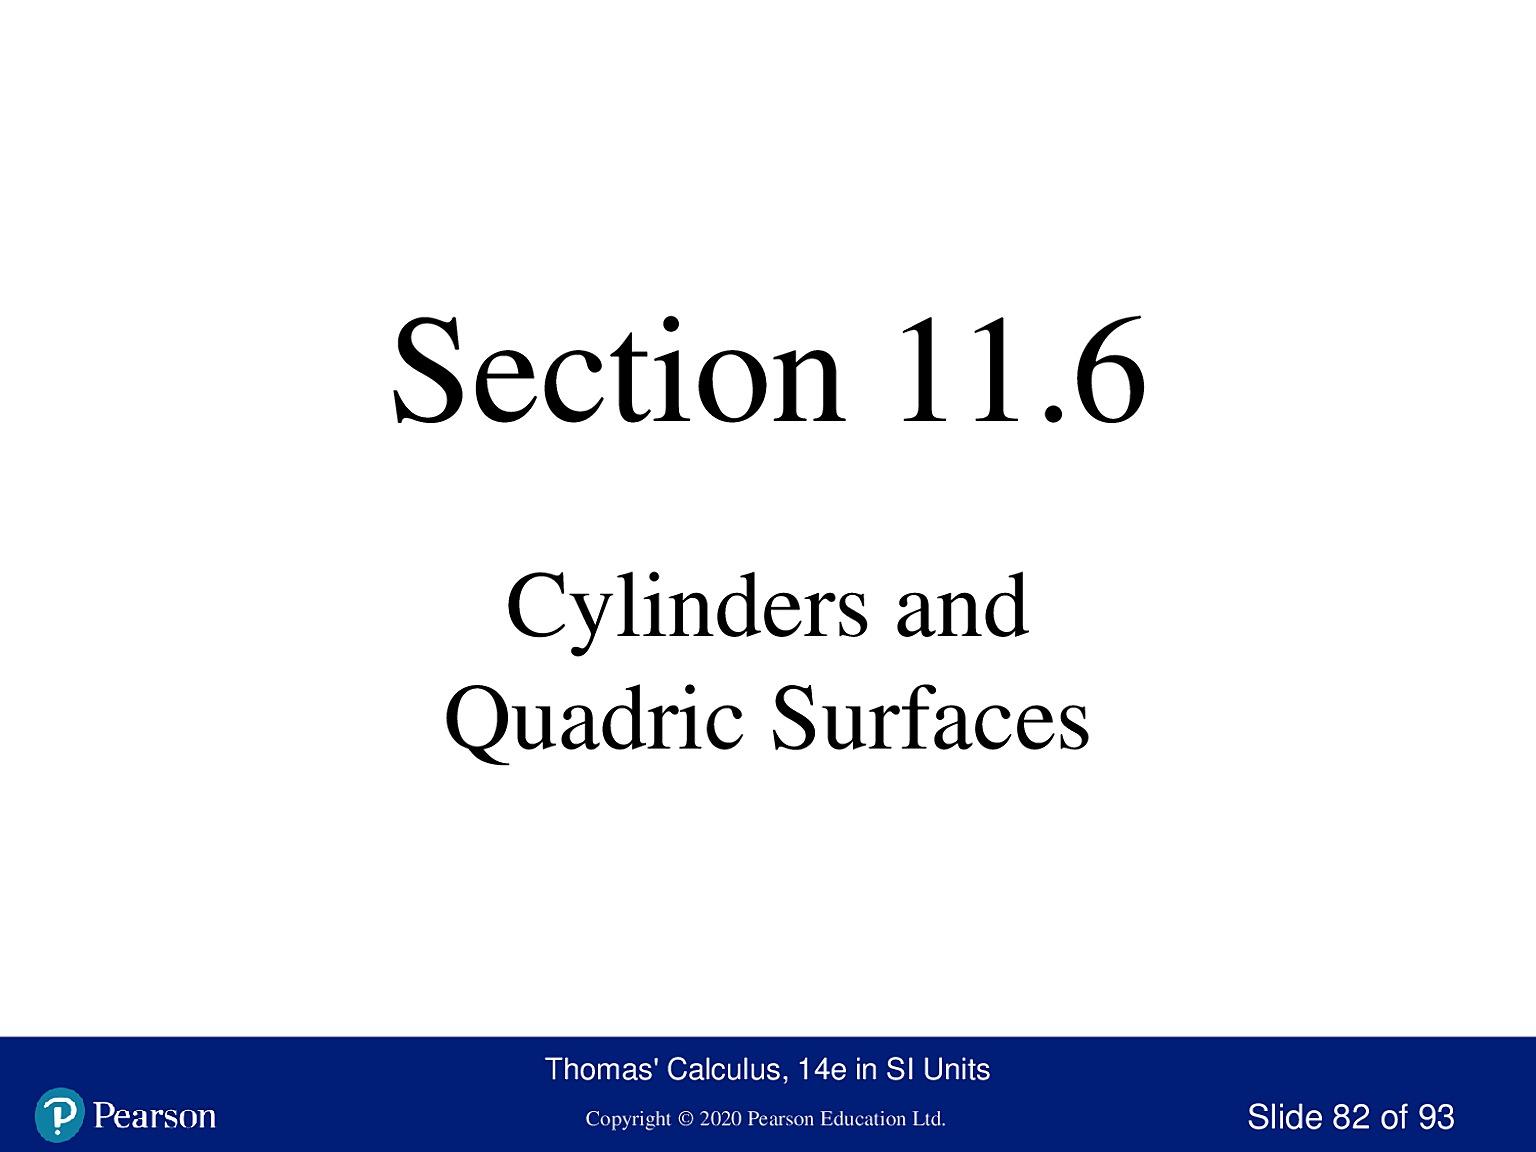 Section 11.6
Cylinders and
Quadric Surfaces
Thomas' Calculus, 14e in SI Units
Pearson
Copyright © 2020 Pearson Education Ltd.
Slide 82 of 93